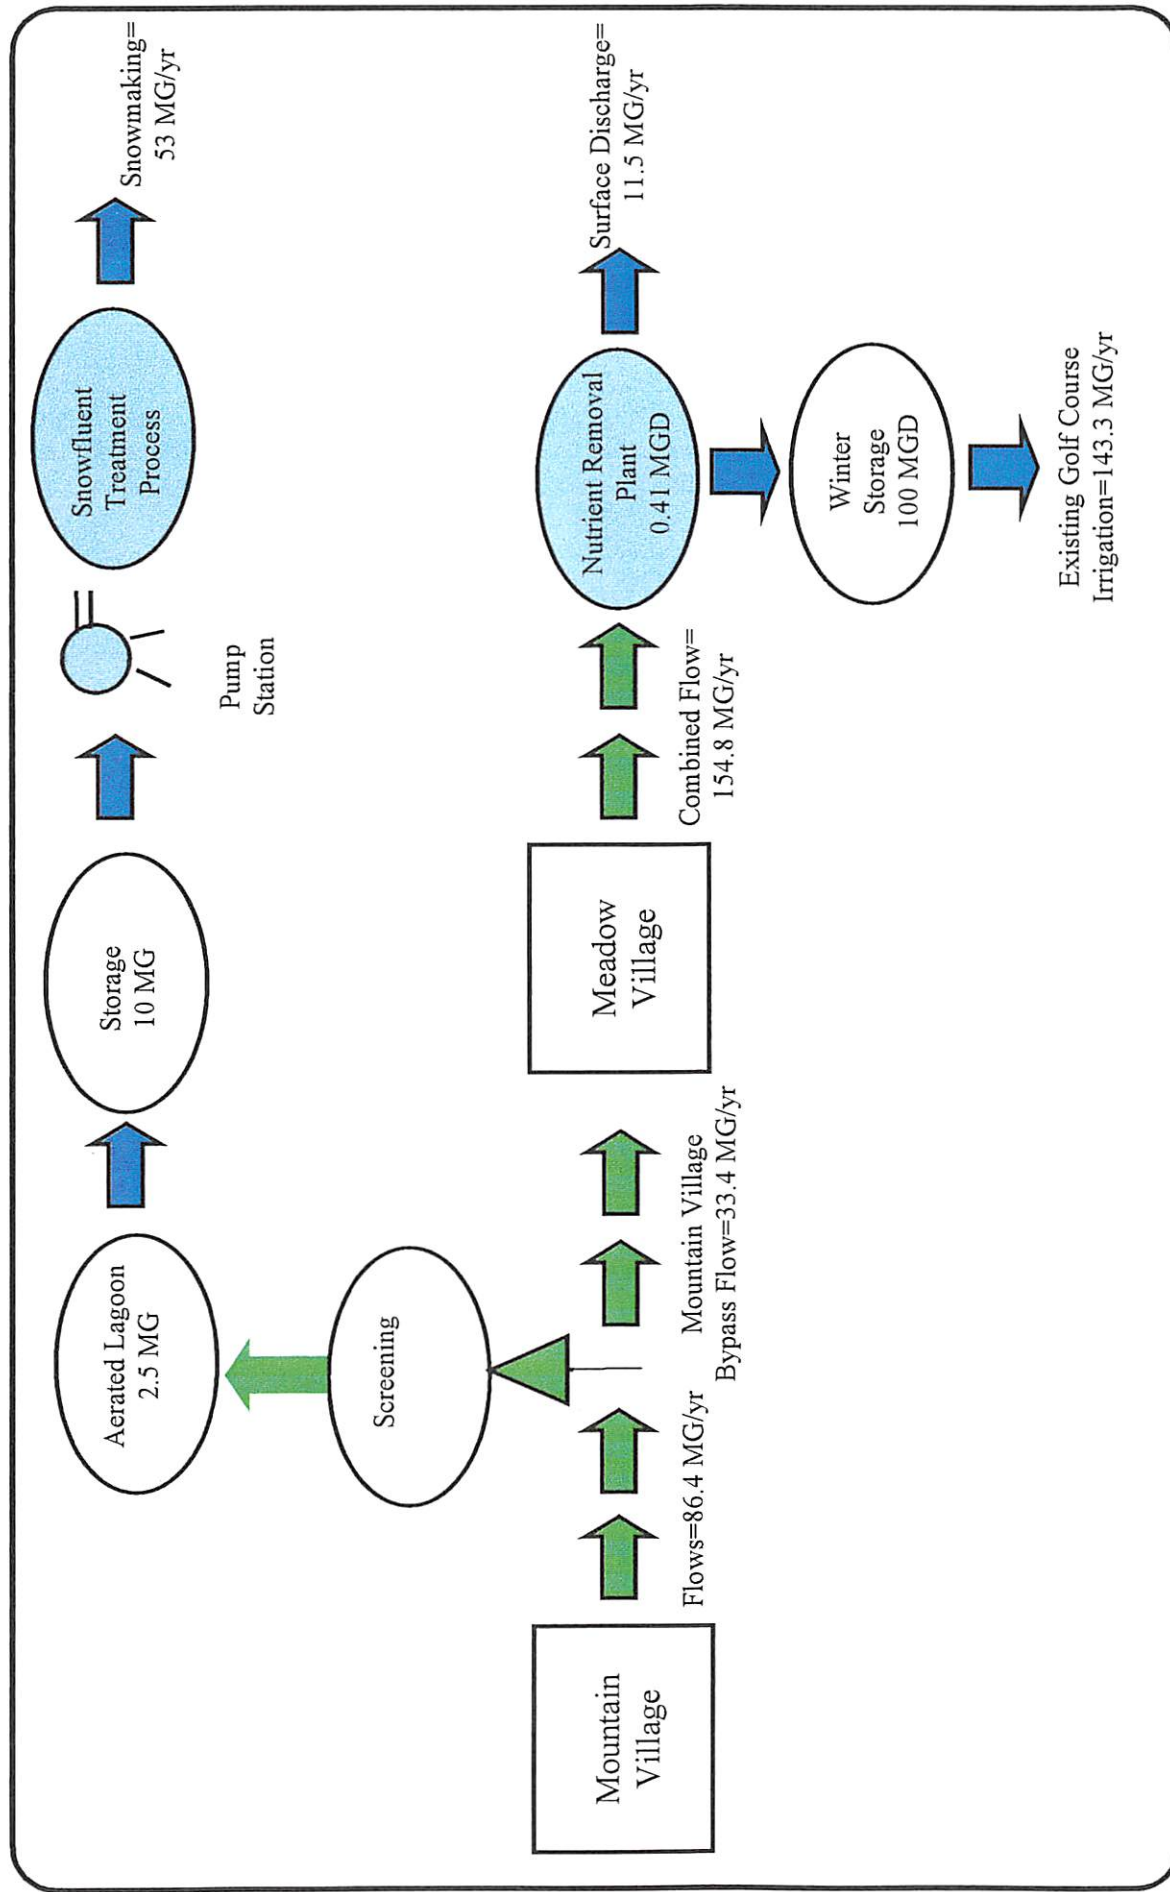 Aerated Lagoon
2.5 MG
Storage
10 MG
Pump
Station
Snowfluent
Treatment
Process
Snowmaking=
53 MG/yr
Screening
Mountain
Village
Flows=86.4 MG/yr
Mountain Village
Bypass Flow=33.4 MG/yr
Meadow
Village
Combined Flow=
154.8 MG/yr
Nutrient Removal
Plant
0.41 MGD
Surface Discharge=
11.5 MG/yr
Winter
Storage
100 MGD
Existing Golf Course
Irrigation=143.3 MG/yr